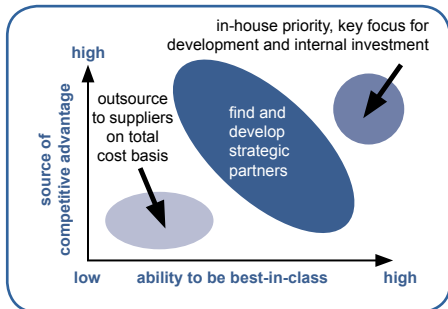 in-house priority, key focus for
development and internal investment
high
outsource
to suppliers
on total
cost basis
find and
develop
strategic
partners
source of
competitive advantage
low
ability to be best-in-class
high